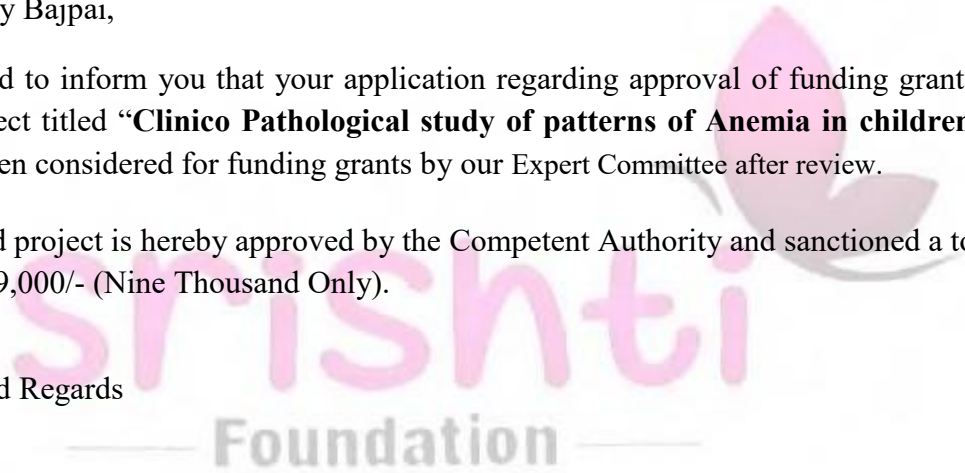 y Bajpai,
d to inform you that your application regarding approval of funding grant
ect titled “Clinico Pathological study of patterns of Anemia in children
en considered for funding grants by our Expert Committee after review.
d project is hereby approved by the Competent Authority and sanctioned a to
9,000/- (Nine Thousand Only).
srishti
d Regards
Foundation